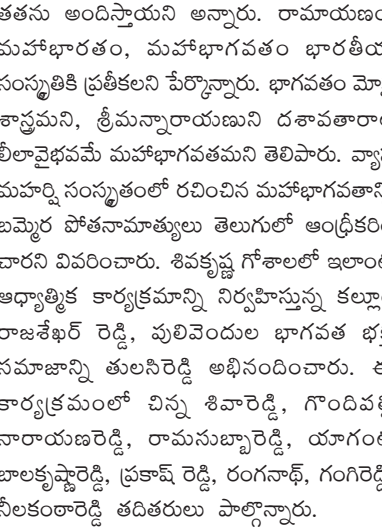 తతను అందిస్తాయని అన్నారు. రామాయణం
మహాభారతం, మహాభాగవతం భారతీయ
సంస్కృతికి ప్రతీకలని పేర్కొన్నారు. భాగవతం మో
శాస్త్రమని, శ్రీమన్నారాయణుని దశావతారాల
లీలావైభవమే మహాభాగవతమని తెలిపారు. వ్యా
మహర్షి సంస్కృతంలో రచించిన మహాభాగవతాని
బమ్మెర పోతనామాత్యులు తెలుగులో ఆంధ్రీకరిం
చారని వివరించారు. శివకృష్ణ గోశాలలో ఇలాంట
ఆధ్యాత్మిక కార్యక్రమాన్ని నిర్వహిస్తున్న కల్లూ
రాజశేఖర్ రెడ్డి, పులివెందుల భాగవత భక్త
సమాజాన్ని తులసిరెడ్డి అభినందించారు. ఈ
కార్యక్రమంలో చిన్న శివారెడ్డి, గొందివల్
నారాయణరెడ్డి, రామసుబ్బారెడ్డి, యాగంట
బాలకృష్ణారెడ్డి, ప్రకాష్ రెడ్డి, రంగనాథ్, గంగిరెడ్డి
నీలకంఠారెడ్డి తదితరులు పాల్గొన్నారు.